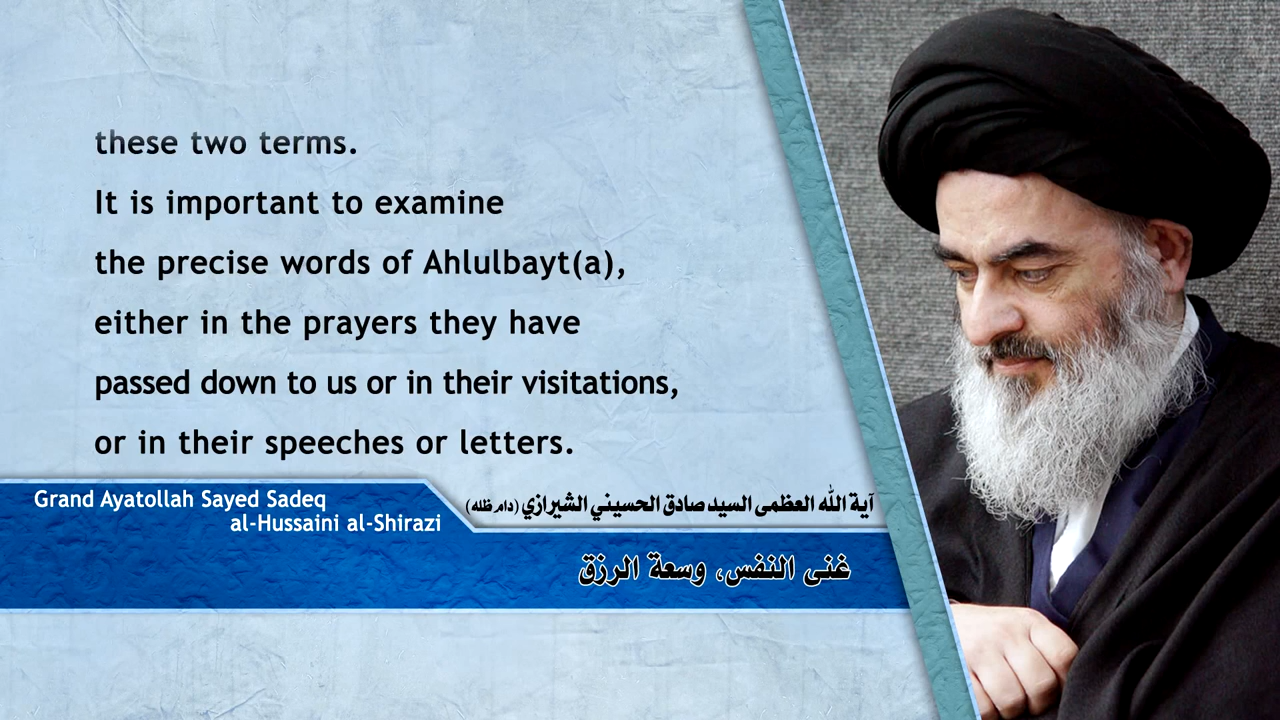 these two terms.
It is important to examine
the precise words of Ahlulbayt(a),
either in the prayers they have
passed down to us or in their visitations,
or in their speeches or letters.
Grand Ayatollah Sayed Sadeq
al-Hussaini al-Shirazi
آية الله العظمى السيد صادق الحسيني الشيرازي (دام ظله)
غنى النفس، وسعة الرزق